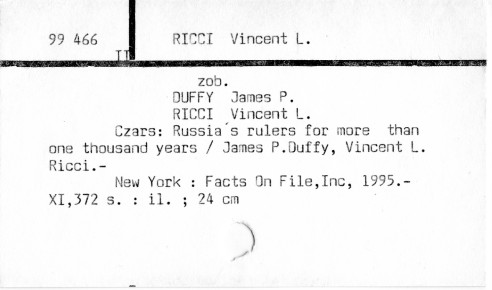 99 466 RICCI Vincent L.
II
zob.
DUFFY James P.
RICCI Vincent L.
Czars: Russia´s rulers for more than
one thousand years / James P.Duffy, Vincent L.
Ricci.-
New York : Facts On File,Inc, 1995.-
XI,372 s. : il. ; 24 cm